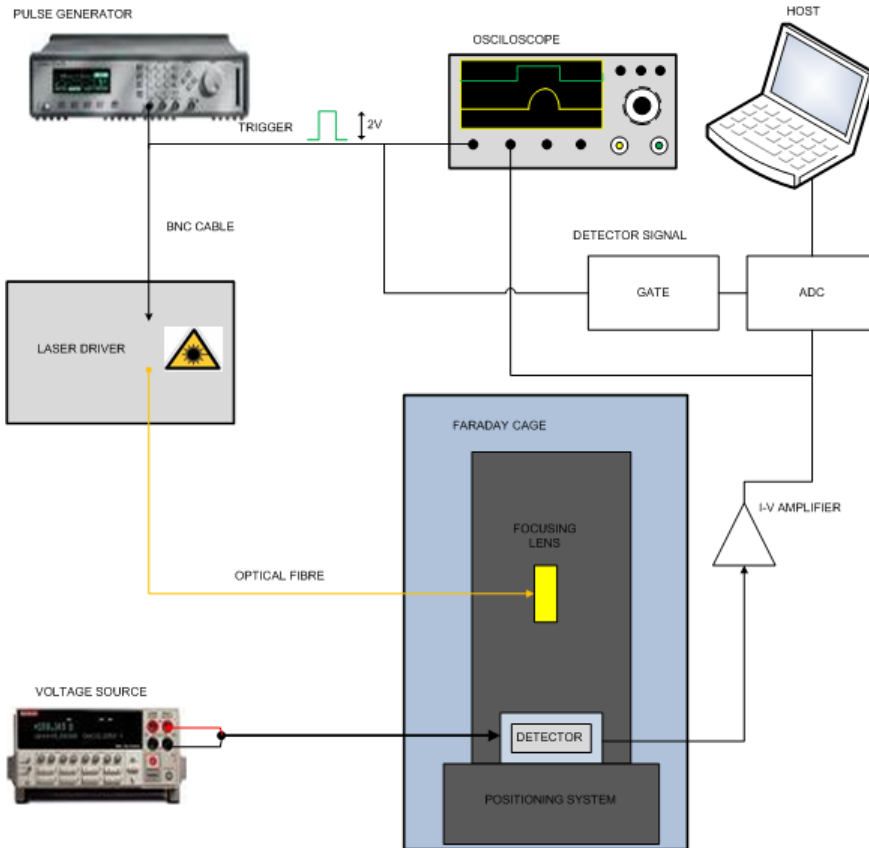 PULSE GENERATOR
HOST
OSCILOSCOPE
TRIGGER
2V
BNC CABLE
DETECTOR SIGNAL
GATE
ADC
LASER DRIVER
FARADAY CAGE
I-V AMPLIFIER
FOCUSING
LENS
OPTICAL FIBRE
VOLTAGE SOURCE
DETECTOR
POSITIONING SYSTEM